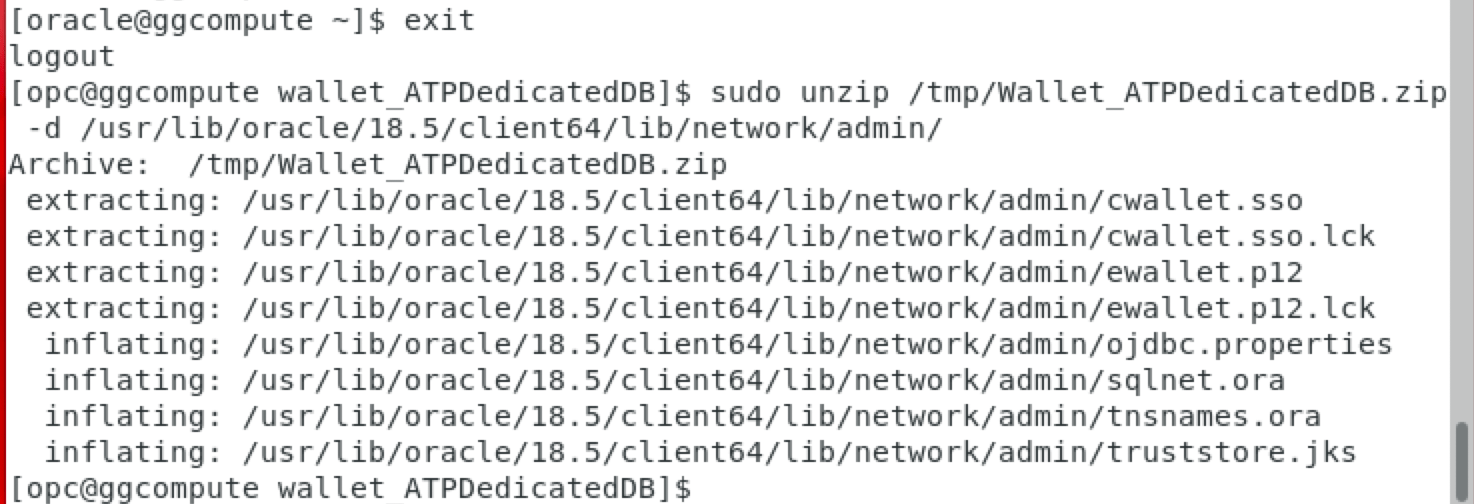 [oracle@ggcompute ~]$ exit
logout
[opc@ggcompute wallet_ATPDedicatedDB]$ sudo unzip /tmp/Wallet_ATPDedicatedDB.zip
 -d /usr/lib/oracle/18.5/client64/lib/network/admin/
Archive:  /tmp/Wallet_ATPDedicatedDB.zip
 extracting: /usr/lib/oracle/18.5/client64/lib/network/admin/cwallet.sso
 extracting: /usr/lib/oracle/18.5/client64/lib/network/admin/cwallet.sso.lck
 extracting: /usr/lib/oracle/18.5/client64/lib/network/admin/ewallet.p12
 extracting: /usr/lib/oracle/18.5/client64/lib/network/admin/ewallet.p12.lck
  inflating: /usr/lib/oracle/18.5/client64/lib/network/admin/ojdbc.properties
  inflating: /usr/lib/oracle/18.5/client64/lib/network/admin/sqlnet.ora
  inflating: /usr/lib/oracle/18.5/client64/lib/network/admin/tnsnames.ora
  inflating: /usr/lib/oracle/18.5/client64/lib/network/admin/truststore.jks
[opc@ggcompute wallet_ATPDedicatedDB]$